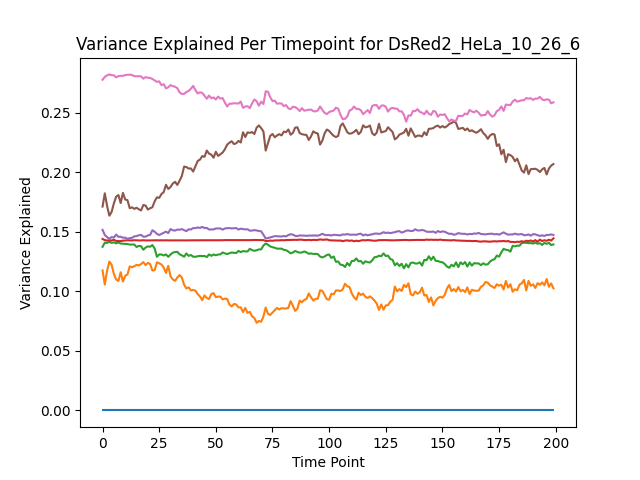 Variance Explained Per Timepoint for DsRed2_HeLa_10_26_6
Variance Explained
0.25
0.20
0.15
0.10
0.05
0.00
0 25 50 75 100 125 150 175 200
Time Point